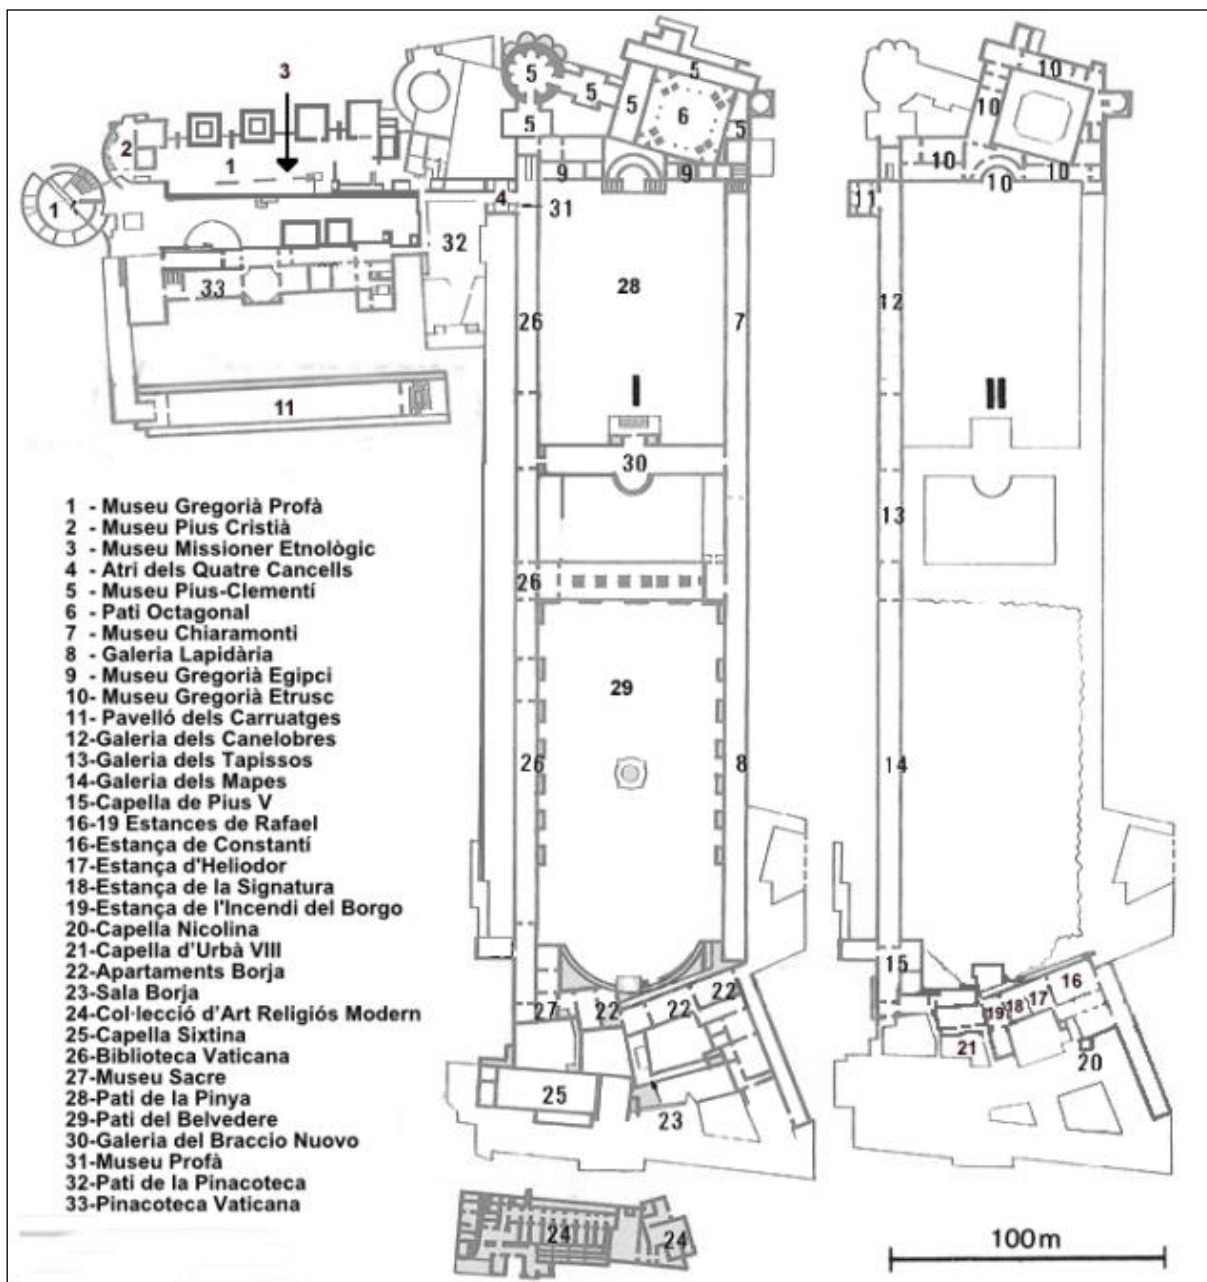 3
5
5
5
10
2
1
5
6
5
5
10
10
9
9
10
10
10
1
4
31
11
32
28
33
26
7
12
I
II
11
30
1 - Museu Gregorià Profà
2 - Museu Pius Cristià
3 - Museu Missioner Etnològic
4 - Atri dels Quatre Cancells
5 - Museu Pius-Clementí
6 - Pati Octagonal
7 - Museu Chiaramonti
8 - Galeria Lapidària
9 - Museu Gregorià Egipci
10- Museu Gregorià Etrusc
11- Pavelló dels Carruatges
12-Galeria dels Canelobres
13-Galeria dels Tapissos
14-Galeria dels Mapes
15-Capella de Pius V
16-19 Estances de Rafael
16-Estança de Constantí
17-Estança d'Heliodor
18-Estança de la Signatura
19-Estança de l'Incendi del Borgo
20-Capella Nicolina
21-Capella d'Urbà VIII
22-Apartaments Borja
23-Sala Borja
24-Col·lecció d'Art Religiós Modern
25-Capella Sixtina
26-Biblioteca Vaticana
27-Museu Sacre
28-Pati de la Pinya
29-Pati del Belvedere
30-Galeria del Braccio Nuovo
31-Museu Profà
32-Pati de la Pinacoteca
33-Pinacoteca Vaticana
13
26
29
26
8
14
15
16
22
17
27
22
22
19
18
21
20
25
23
24
24
100m